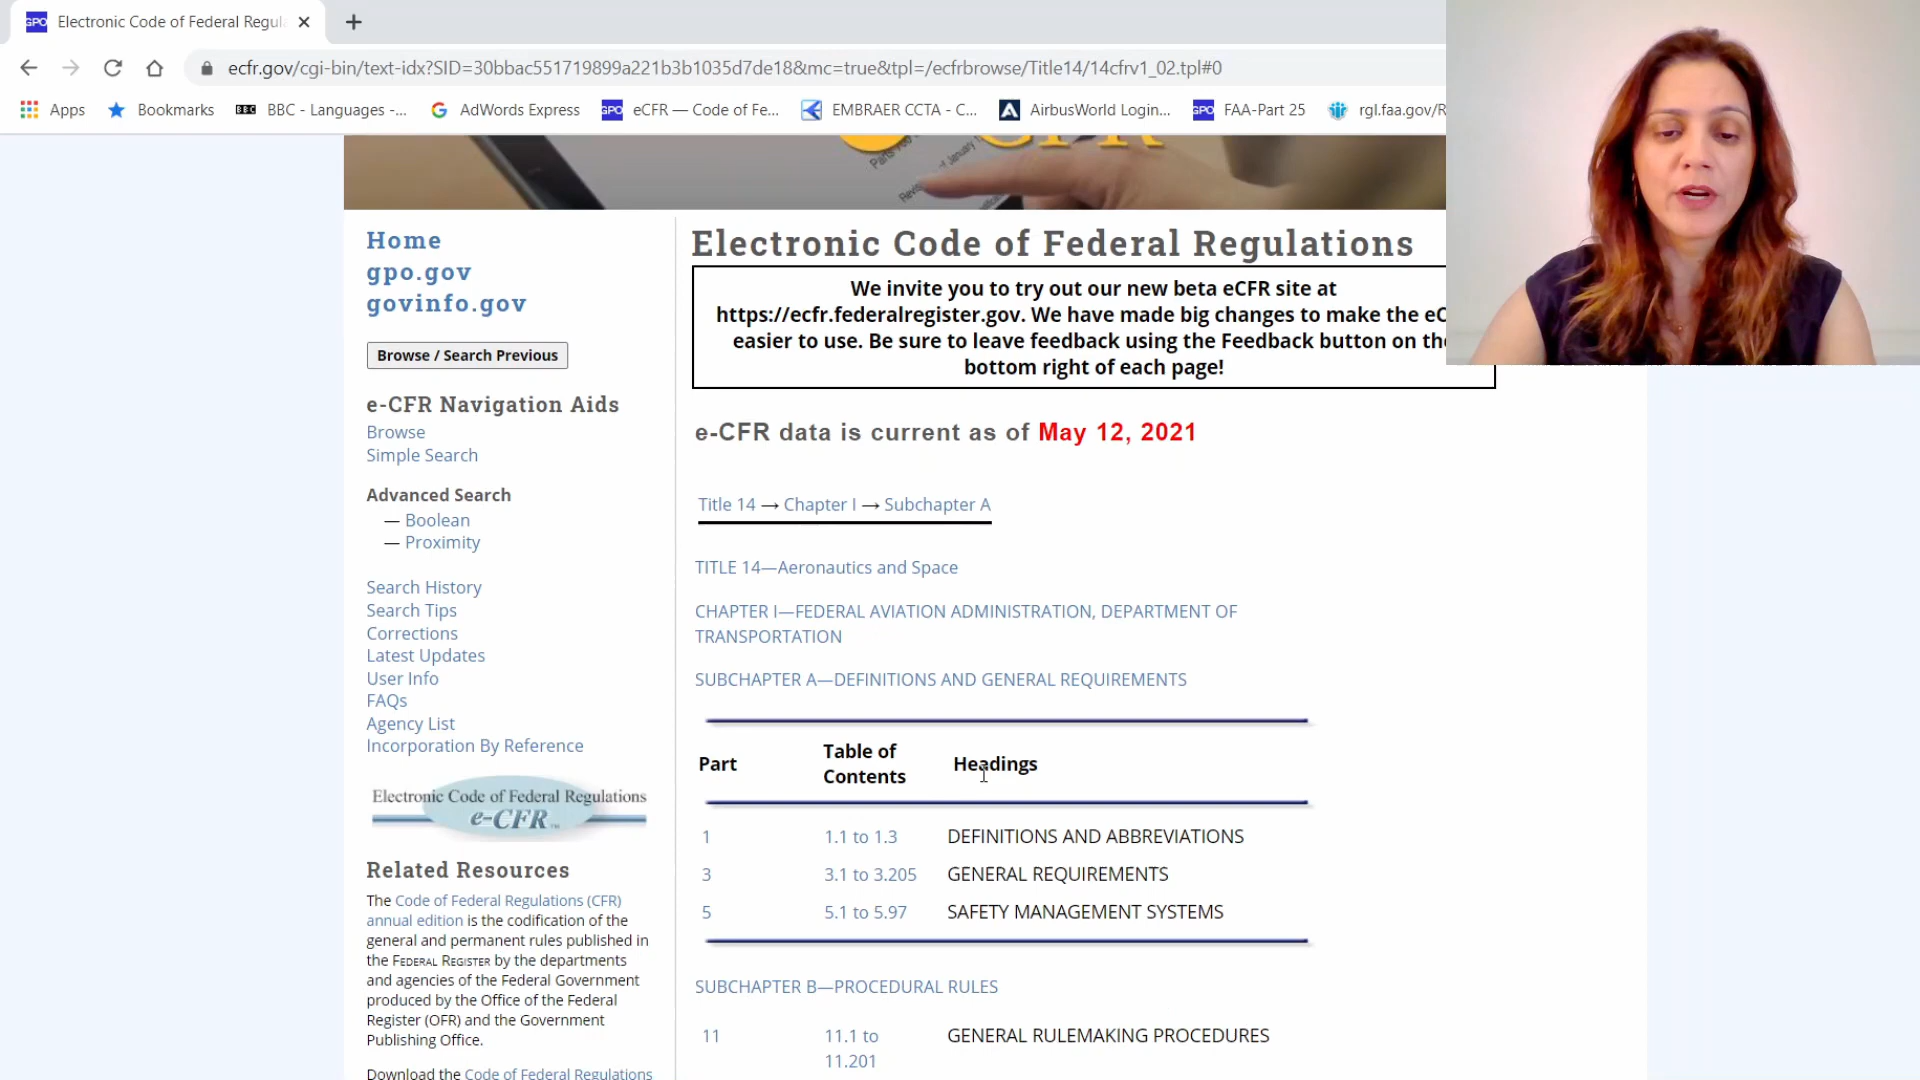 Electronic Code of Federal Regul
ecfr.gov/cgi-bin/text-idx?SID=30bbac551719899a221b3b1035d7de18&mc=true&tpl=/ecfrbrowse/Title14/14cfrv1_02.tpl#0
Apps Bookmarks BBC BBC - Languages -... AdWords Express GPO eCFR — Code of Fe... EMBRAER CCTA - C... AirbusWorld Login... GPO FAA-Part 25 rgl.faa.gov/R
Home
gpo.gov
govinfo.gov
Browse / Search Previous
e-CFR Navigation Aids
Browse
Simple Search
Advanced Search
— Boolean
— Proximity
Search History
Search Tips
Corrections
Latest Updates
User Info
FAQs
Agency List
Incorporation By Reference
Electronic Code of Federal Regulations
e-CFR
Related Resources
The Code of Federal Regulations (CFR)
annual edition is the codification of the
general and permanent rules published in
the FEDERAL REGISTER by the departments
and agencies of the Federal Government
produced by the Office of the Federal
Register (OFR) and the Government
Publishing Office.
Download the Code of Federal Regulations
Electronic Code of Federal Regulations
We invite you to try out our new beta eCFR site at
https://ecfr.federalregister.gov. We have made big changes to make the eC
easier to use. Be sure to leave feedback using the Feedback button on the
bottom right of each page!
e-CFR data is current as of May 12, 2021
Title 14 → Chapter I → Subchapter A
TITLE 14—Aeronautics and Space
CHAPTER I—FEDERAL AVIATION ADMINISTRATION, DEPARTMENT OF
TRANSPORTATION
SUBCHAPTER A—DEFINITIONS AND GENERAL REQUIREMENTS
Part Table of Contents Headings
1 1.1 to 1.3 DEFINITIONS AND ABBREVIATIONS
3 3.1 to 3.205 GENERAL REQUIREMENTS
5 5.1 to 5.97 SAFETY MANAGEMENT SYSTEMS
SUBCHAPTER B—PROCEDURAL RULES
11 11.1 to 11.201 GENERAL RULEMAKING PROCEDURES